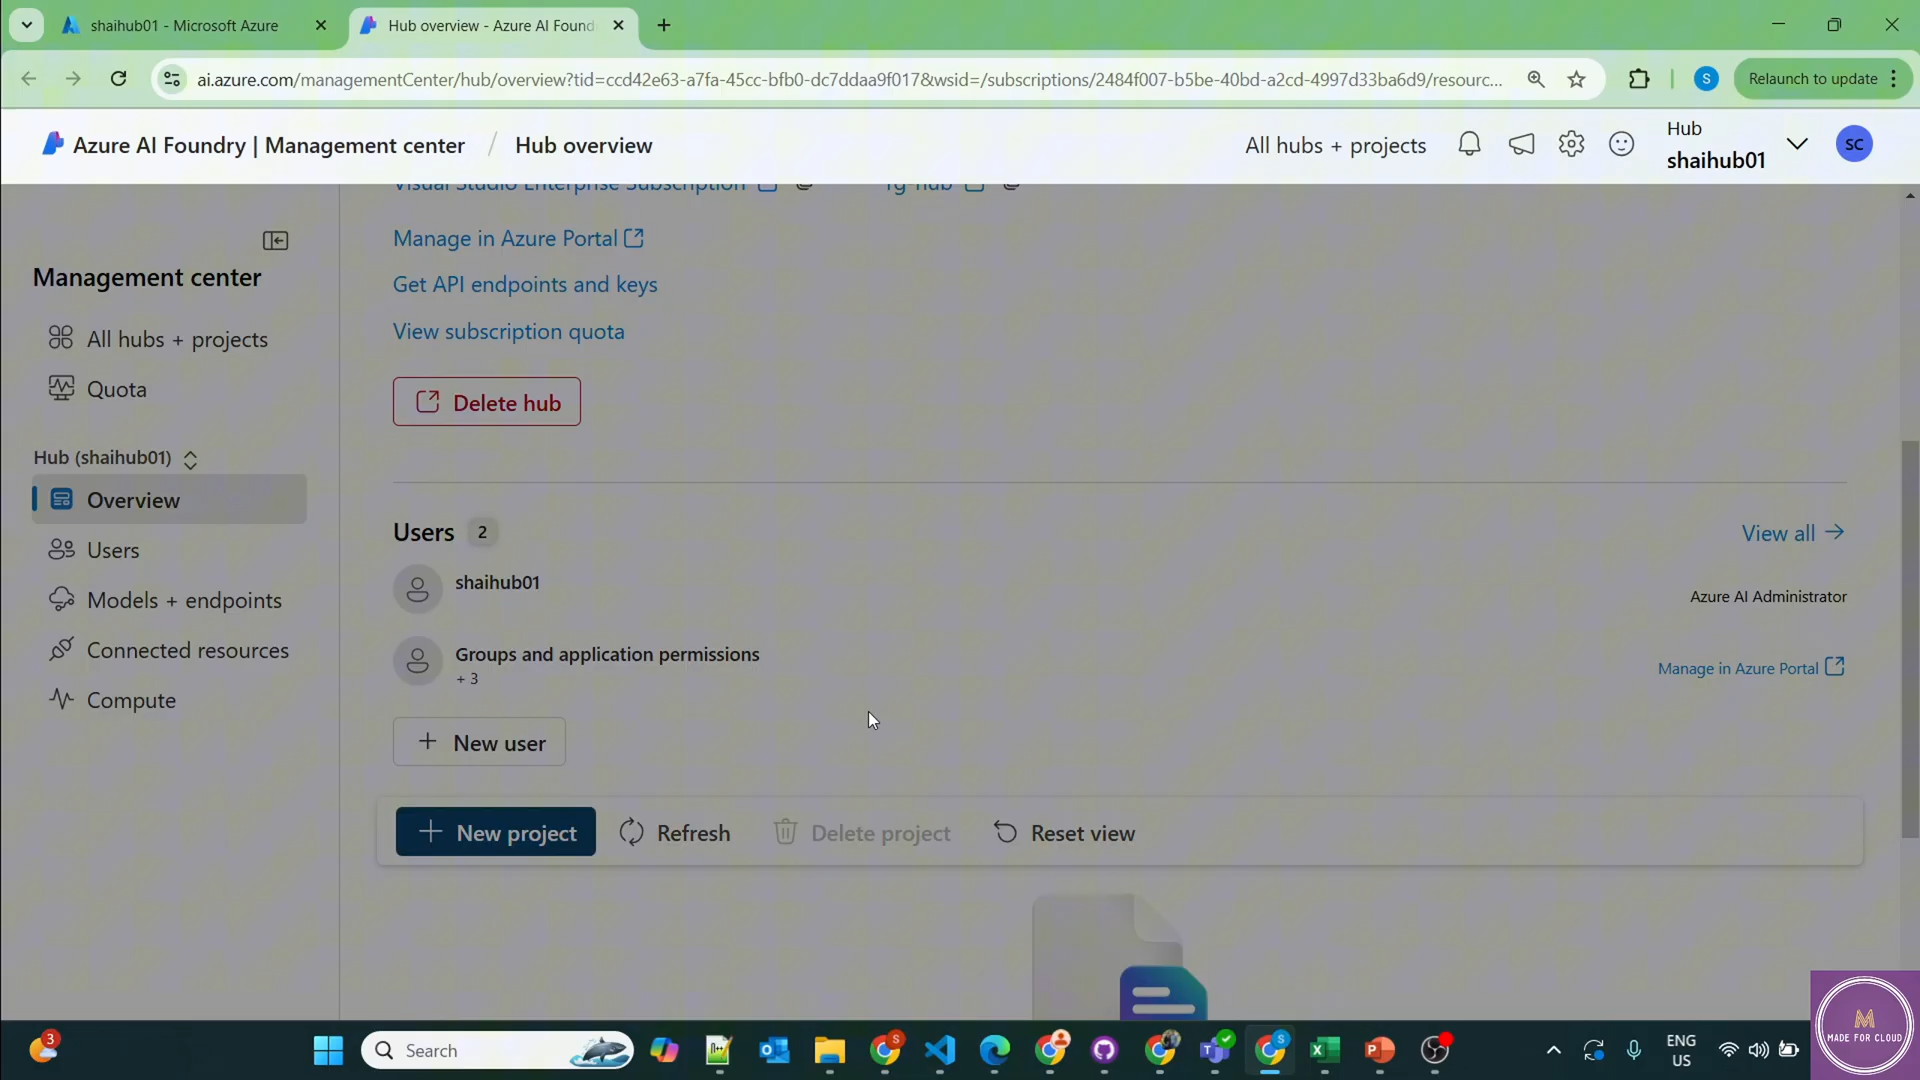 shaihub01 - Microsoft Azure
Hub overview - Azure AI Found
ai.azure.com/managementCenter/hub/overview?tid=ccd42e63-a7fa-45cc-bfb0-dc7ddaa9f017&wsid=/subscriptions/2484f007-b5be-40bd-a2cd-4997d33ba6d9/resourc...
S
Relaunch to update
Azure AI Foundry | Management center / Hub overview
All hubs + projects
Hub
shaihub01
SC
Visual Studio Enterprise Subscription
rg-hub
Management center
All hubs + projects
Quota
Hub (shaihub01)
Overview
Users
Models + endpoints
Connected resources
Compute
Manage in Azure Portal
Get API endpoints and keys
View subscription quota
Delete hub
Users 2
View all
shaihub01
Azure AI Administrator
Groups and application permissions
+ 3
Manage in Azure Portal
New user
New project
Refresh
Delete project
Reset view
3
Search
ENG
US
M
MADE FOR CLOUD